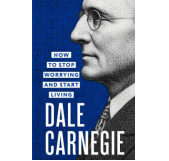 HOW
TO STOP
WORRYING
AND START
LIVING
DALE
CARNEGIE